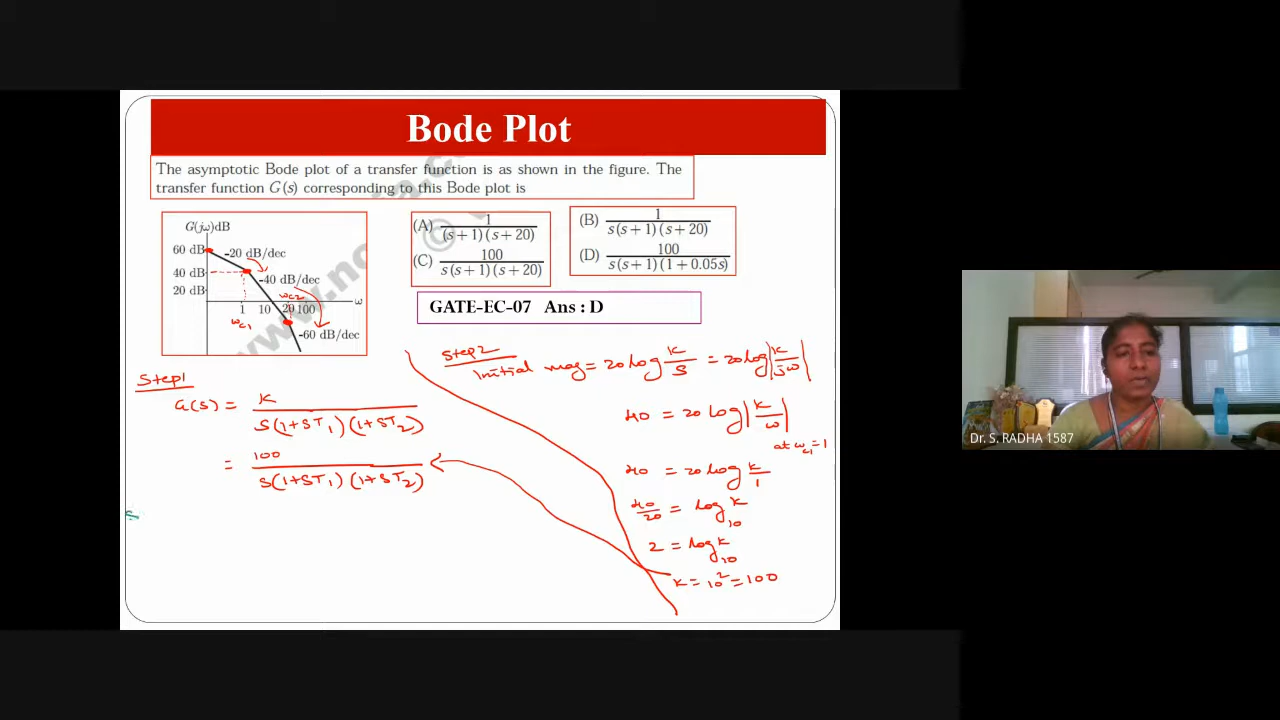 Bode Plot
The asymptotic Bode plot of a transfer function is as shown in the figure. The
transfer function G(s) corresponding to this Bode plot is
G(jω)dB
60 dB
-20 dB/dec
40 dB
-40 dB/dec
20 dB
ωc2
1 10 20 100 ω
ωc1
-60 dB/dec
(A) 1/((s+1)(s+20))
(B) 1/(s(s+1)(s+20))
(C) 100/(s(s+1)(s+20))
(D) 100/(s(s+1)(1+0.05s))
GATE-EC-07 Ans : D
Step1
G(s) = K/(s(1+sT₁)(1+sT₂))
= 100/(s(1+sT₁)(1+sT₂))
Step2
initial mag = 20 log K/s = 20 log |K/jω|
40 = 20 log |K/ω|
at ωc1=1
40 = 20 log K/1
40/20 = log₁₀ K
2 = log₁₀ K
K = 10² = 100
Dr. S. RADHA 1587